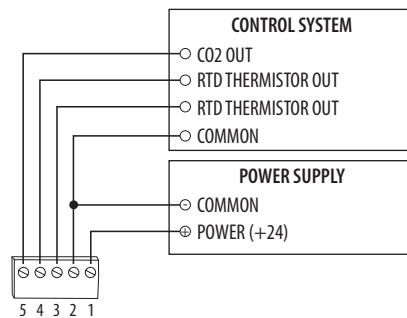 CONTROL SYSTEM
CO2 OUT
RTD THERMISTOR OUT
RTD THERMISTOR OUT
COMMON
POWER SUPPLY
COMMON
POWER (+24)
5 4 3 2 1